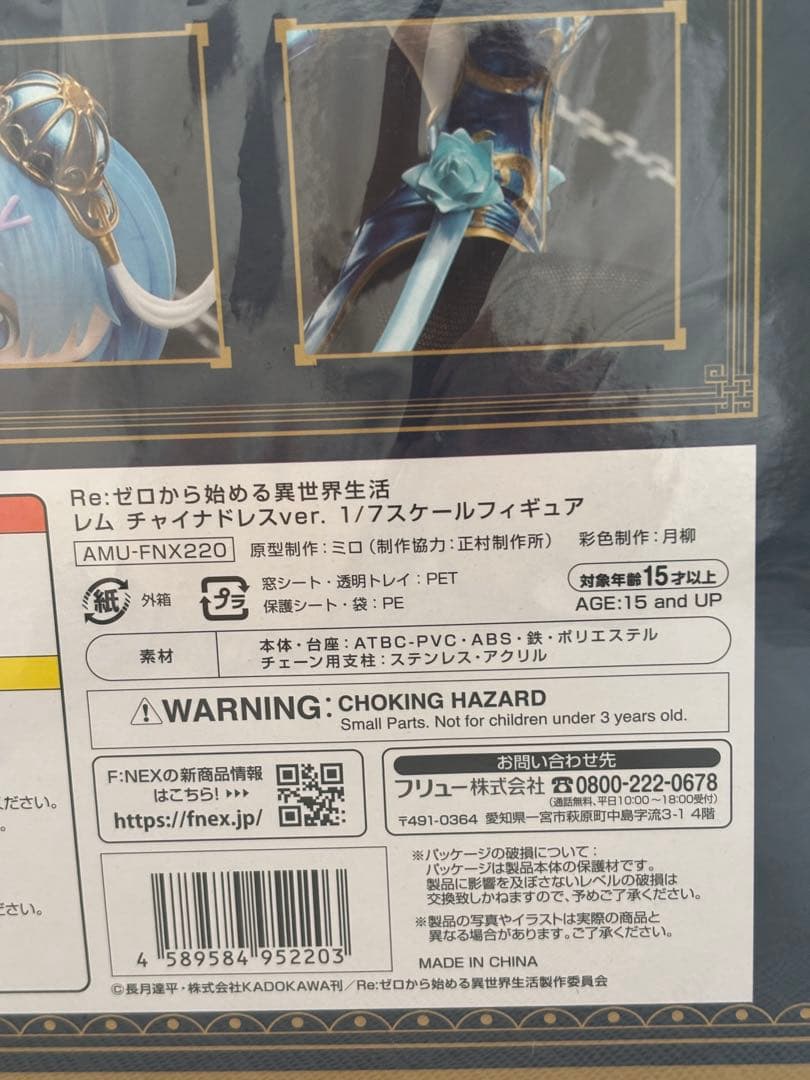 Re:ゼロから始める異世界生活
レム チャイナドレスver. 1/7スケールフィギュア
AMU-FNX220 原型制作:ミロ(制作協力:正村制作所) 彩色制作:月柳
紙 外箱
プラ 窓シート・透明トレイ:PET
保護シート・袋:PE
対象年齢15才以上
AGE:15 and UP
素材
本体・台座:ATBC-PVC・ABS・鉄・ポリエステル
チェーン用支柱:ステンレス・アクリル
WARNING: CHOKING HAZARD
Small Parts. Not for children under 3 years old.
F:NEXの新商品情報
はこちら!
https://fnex.jp/
お問い合わせ先
フリュー株式会社 ☎0800-222-0678
(通話無料、平日10:00~18:00受付)
〒491-0364 愛知県一宮市萩原町中島字流3-1 4階
ください。
。
ださい。
4 589584 952203
※パッケージの破損について:
パッケージは製品本体の保護材です。
製品に影響を及ぼさないレベルの破損は
交換致しかねますので、予めご了承ください。
※製品の写真やイラストは実際の商品と
異なる場合があります。ご了承ください。
MADE IN CHINA
©長月達平・株式会社KADOKAWA刊/Re:ゼロから始める異世界生活製作委員会